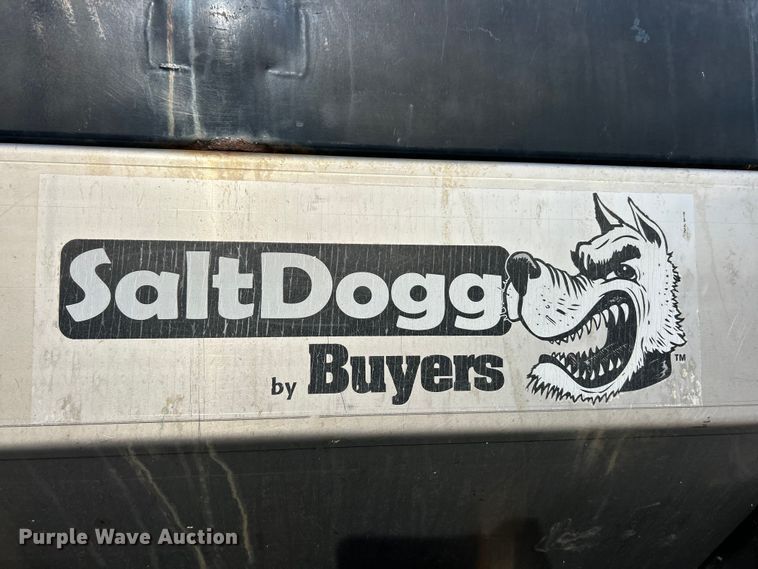 SaltDogg
by Buyers
TM
Purple Wave Auction